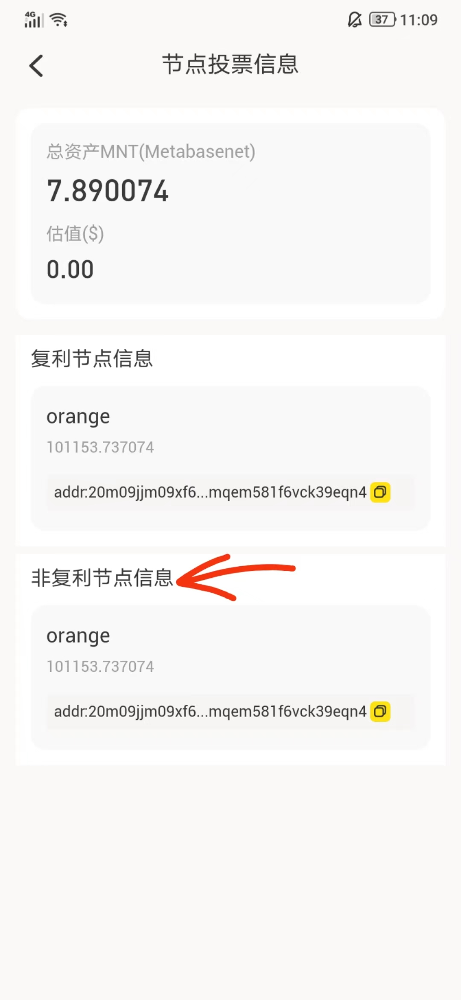 4G 37 11:09
节点投票信息
总资产MNT(Metabasenet)
7.890074
估值($)
0.00
复利节点信息
orange
101153.737074
addr:20m09jjm09xf6...mqem581f6vck39eqn4
非复利节点信息
orange
101153.737074
addr:20m09jjm09xf6...mqem581f6vck39eqn4